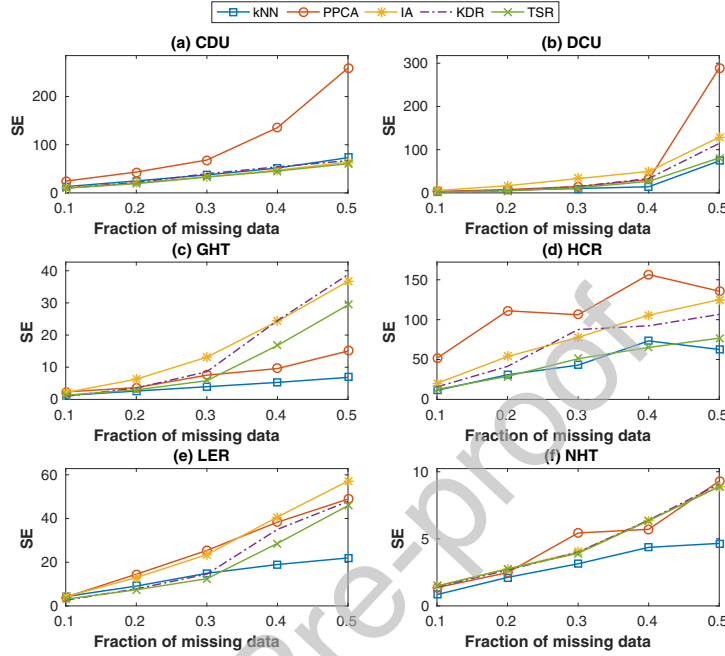 kNN PPCA IA KDR TSR
(a) CDU
(b) DCU
SE
200
100
0
0.1 0.2 0.3 0.4 0.5
Fraction of missing data
SE
300
200
100
0
0.1 0.2 0.3 0.4 0.5
Fraction of missing data
(c) GHT
(d) HCR
SE
40
30
20
10
0
0.1 0.2 0.3 0.4 0.5
Fraction of missing data
SE
150
100
50
0
0.1 0.2 0.3 0.4 0.5
Fraction of missing data
(e) LER
(f) NHT
SE
60
40
20
0
0.1 0.2 0.3 0.4 0.5
Fraction of missing data
SE
10
5
0
0.1 0.2 0.3 0.4 0.5
Fraction of missing data
Pre-proof